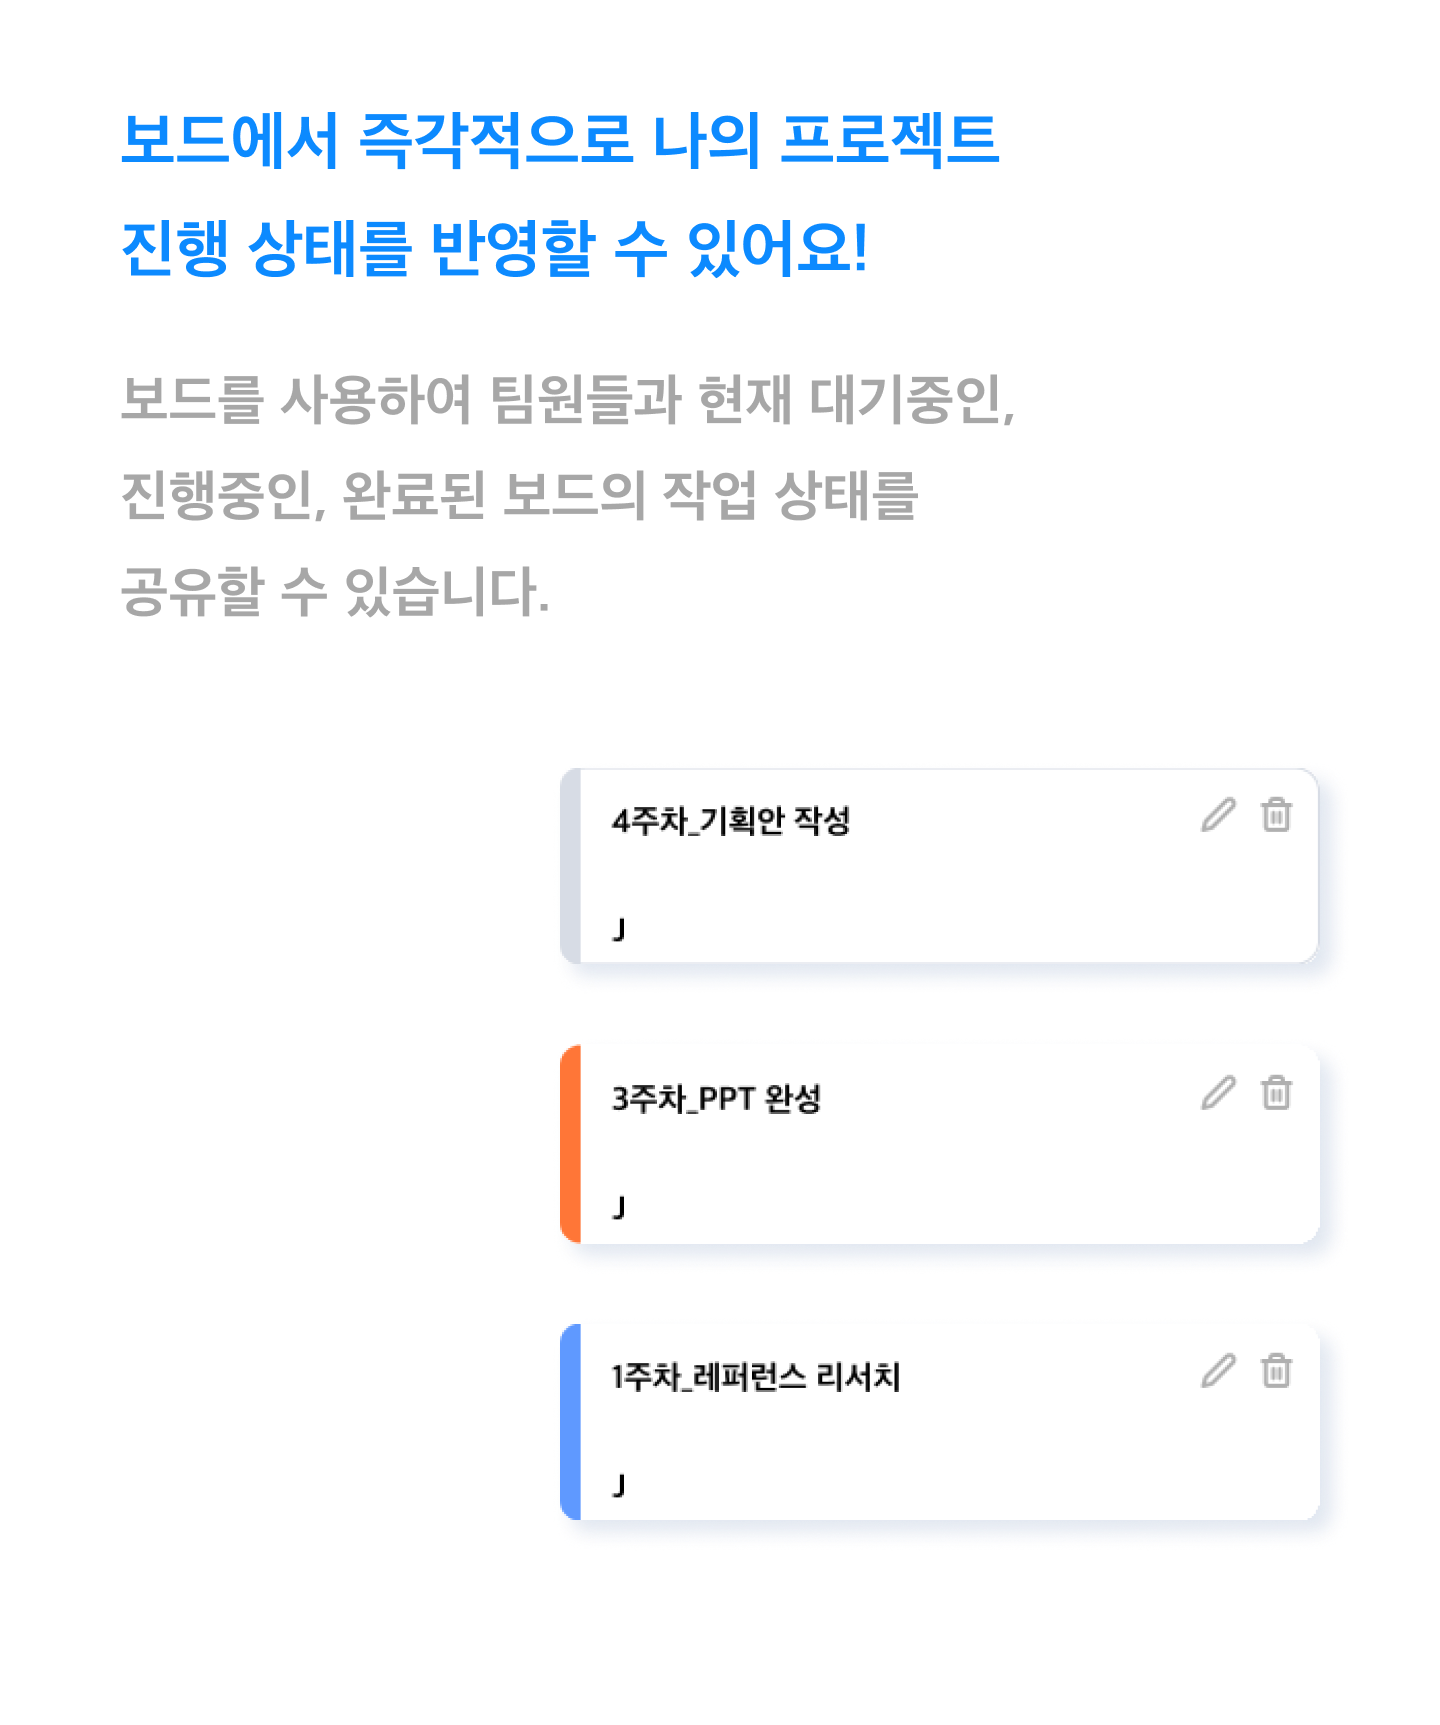 보드에서 즉각적으로 나의 프로젝트
진행 상태를 반영할 수 있어요!
보드를 사용하여 팀원들과 현재 대기중인,
진행중인, 완료된 보드의 작업 상태를
공유할 수 있습니다.
4주차_기획안 작성
J
3주차_PPT 완성
J
1주차_레퍼런스 리서치
J